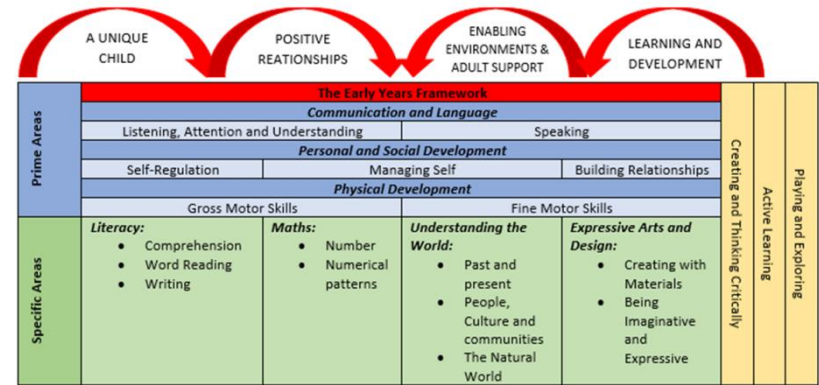 A UNIQUE
CHILD
POSITIVE
RELATIONSHIPS
ENABLING
ENVIRONMENTS &
ADULT SUPPORT
LEARNING AND
DEVELOPMENT
The Early Years Framework
Prime Areas
Communication and Language
Listening, Attention and Understanding
Speaking
Personal and Social Development
Self-Regulation
Managing Self
Building Relationships
Physical Development
Gross Motor Skills
Fine Motor Skills
Specific Areas
Literacy:
• Comprehension
• Word Reading
• Writing
Maths:
• Number
• Numerical
patterns
Understanding the
World:
• Past and
present
• People,
Culture and
communities
• The Natural
World
Expressive Arts and
Design:
• Creating with
Materials
• Being
Imaginative
and
Expressive
Creating and Thinking Critically
Active Learning
Playing and Exploring